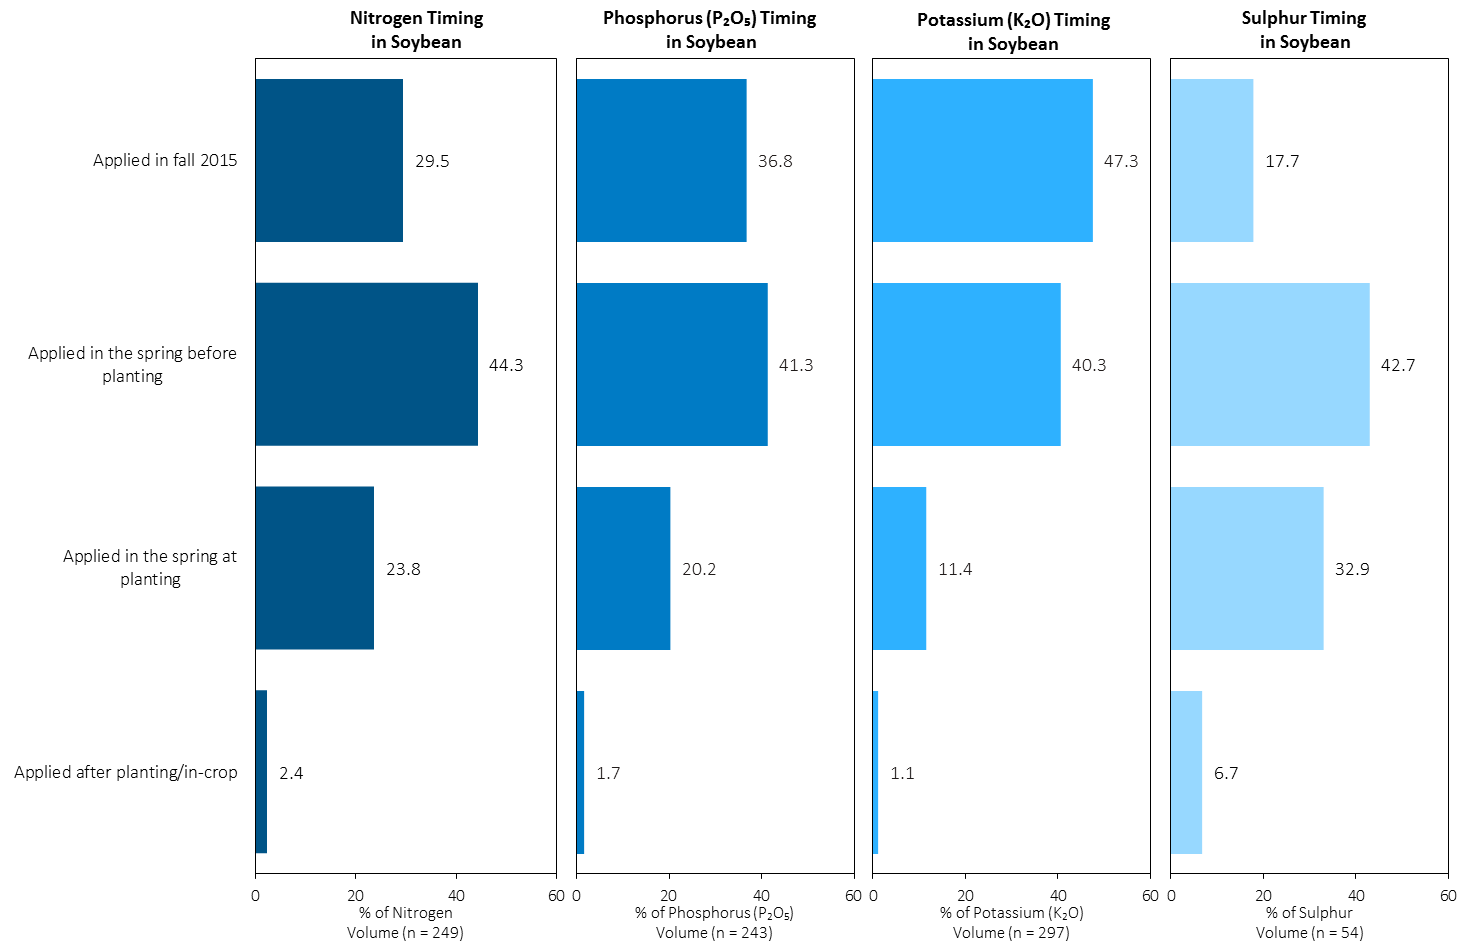 Nitrogen Timing
in Soybean
Phosphorus (P₂O₅) Timing
in Soybean
Potassium (K₂O) Timing
in Soybean
Sulphur Timing
in Soybean
Applied in fall 2015
29.5
36.8
47.3
17.7
Applied in the spring before
planting
44.3
41.3
40.3
42.7
Applied in the spring at
planting
23.8
20.2
11.4
32.9
Applied after planting/in-crop
2.4
1.7
1.1
6.7
0 20 40 60
0 20 40 60
0 20 40 60
0 20 40 60
% of Nitrogen
Volume (n = 249)
% of Phosphorus (P₂O₅)
Volume (n = 243)
% of Potassium (K₂O)
Volume (n = 297)
% of Sulphur
Volume (n = 54)